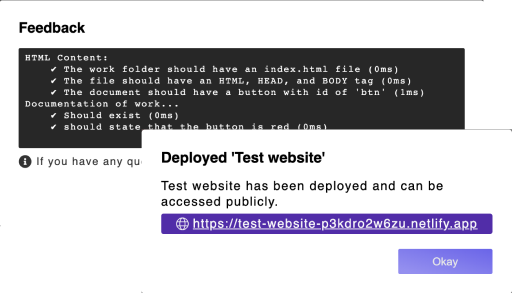 Feedback
HTML Content:
✔ The work folder should have an index.html file (0ms)
✔ The file should have an HTML, HEAD, and BODY tag (0ms)
✔ The document should have a button with id of 'btn' (1ms)
Documentation of work...
✔ Should exist (0ms)
✔ should state that the button is red (0ms)
If you have any
Deployed 'Test website'
Test website has been deployed and can be
accessed publicly.
https://test-website-p3kdro2w6zu.netlify.app
Okay